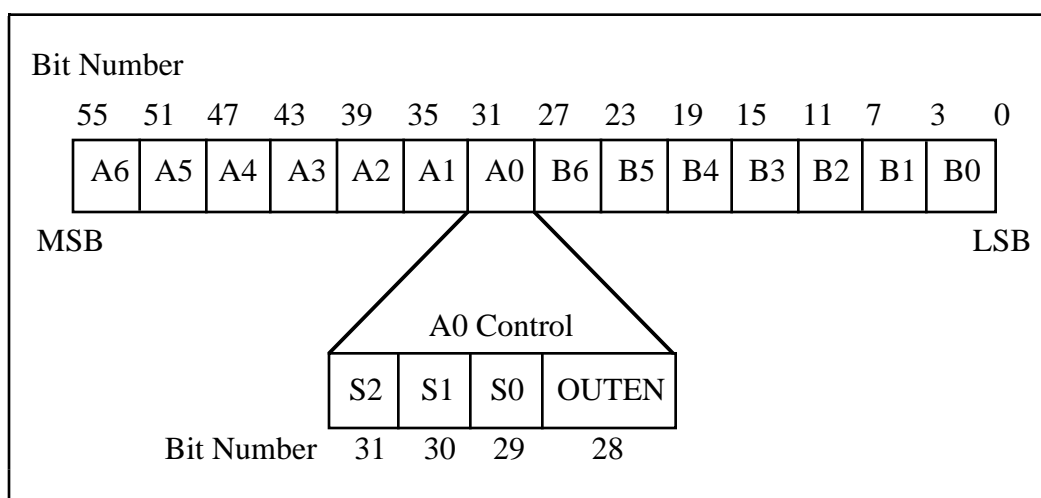 Bit Number
55 51 47 43 39 35 31 27 23 19 15 11 7 3 0
A6 A5 A4 A3 A2 A1 A0 B6 B5 B4 B3 B2 B1 B0
MSB LSB
A0 Control
S2 S1 S0 OUTEN
Bit Number 31 30 29 28